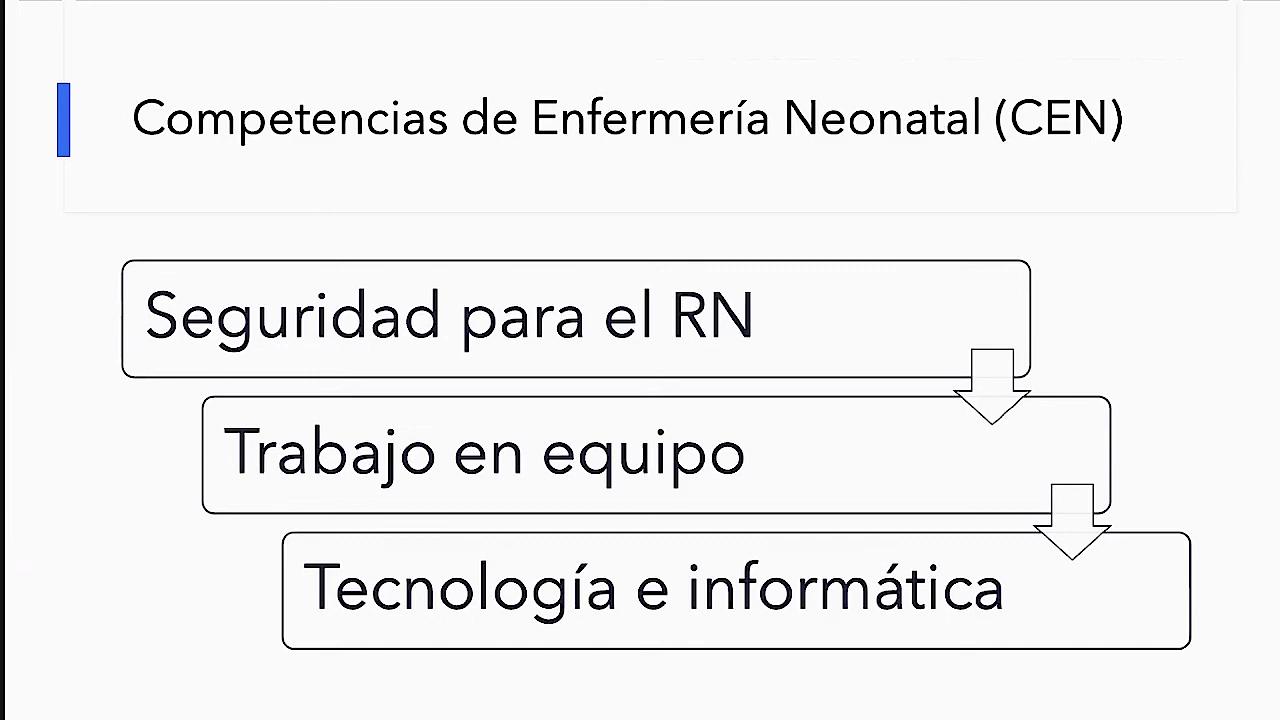 Competencias de Enfermería Neonatal (CEN)
Seguridad para el RN
Trabajo en equipo
Tecnología e informática